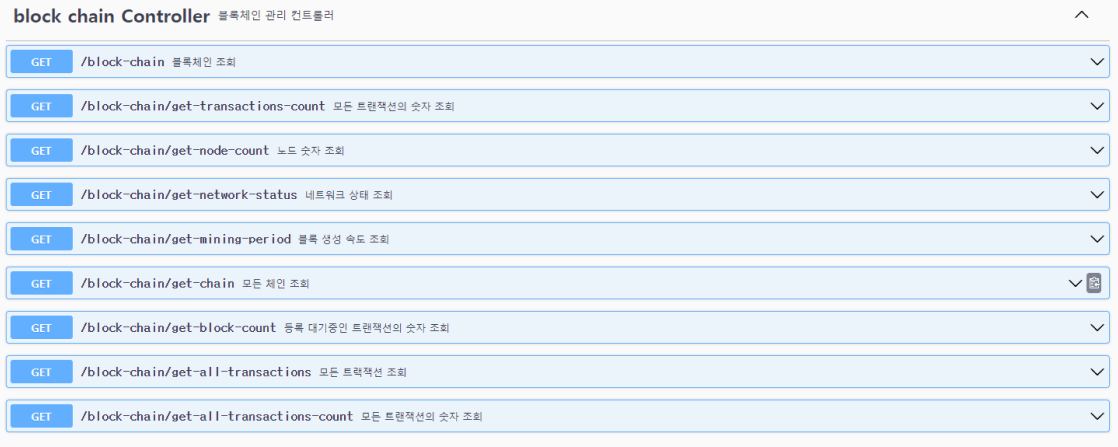 block chain Controller 블록체인 관리 컨트롤러
GET /block-chain 블록체인 조회
GET /block-chain/get-transactions-count 모든 트랜잭션의 숫자 조회
GET /block-chain/get-node-count 노드 숫자 조회
GET /block-chain/get-network-status 네트워크 상태 조회
GET /block-chain/get-mining-period 블록 생성 속도 조회
GET /block-chain/get-chain 모든 체인 조회
GET /block-chain/get-block-count 등록 대기중인 트랜잭션의 숫자 조회
GET /block-chain/get-all-transactions 모든 트랙잭션 조회
GET /block-chain/get-all-transactions-count 모든 트랜잭션의 숫자 조회